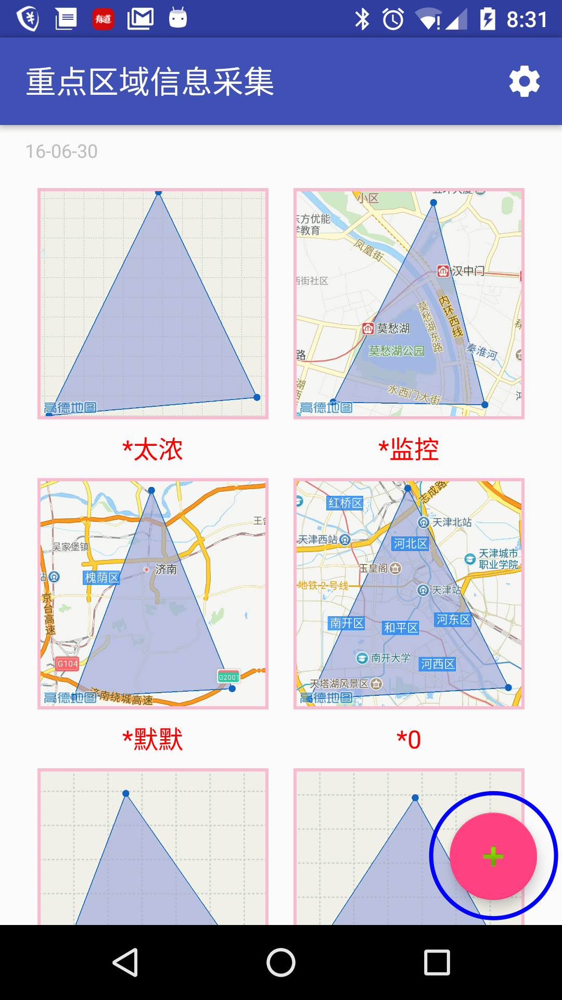 有道
8:31
重点区域信息采集
16-06-30
高德地图
小区
东方优能
学教育
凤凰街
汉中门
西街社区
内环西线
莫愁湖东路
莫愁湖
莫愁湖公园
秦淮河
路
水西门大街
高德地图
*太浓
*监控
吴家堡镇
济南
槐荫区
京台高速
G104
G2001
济南绕城高速
高德地图
志成路
红桥区
天津北站
天津西站
河北区
天津城市
职业学院
玉皇阁
地铁2号线
天津站
南开区
和平区
河东区
南开大学
河西区
天塔湖风景区
高德地图
*默默
*0